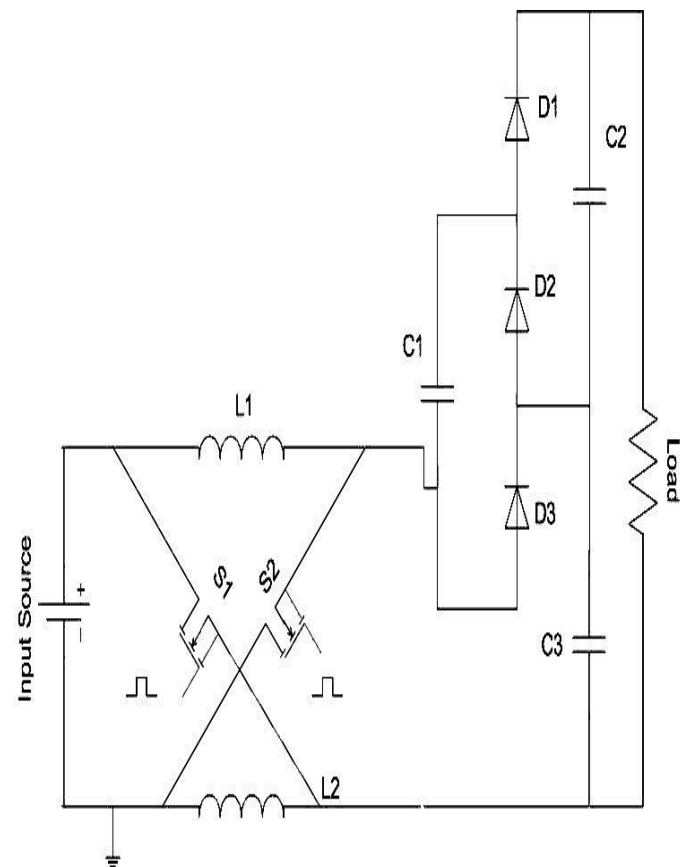 D1
C2
D2
C1
L1
Load
D3
S1
S2
Input Source
+
−
C3
L2